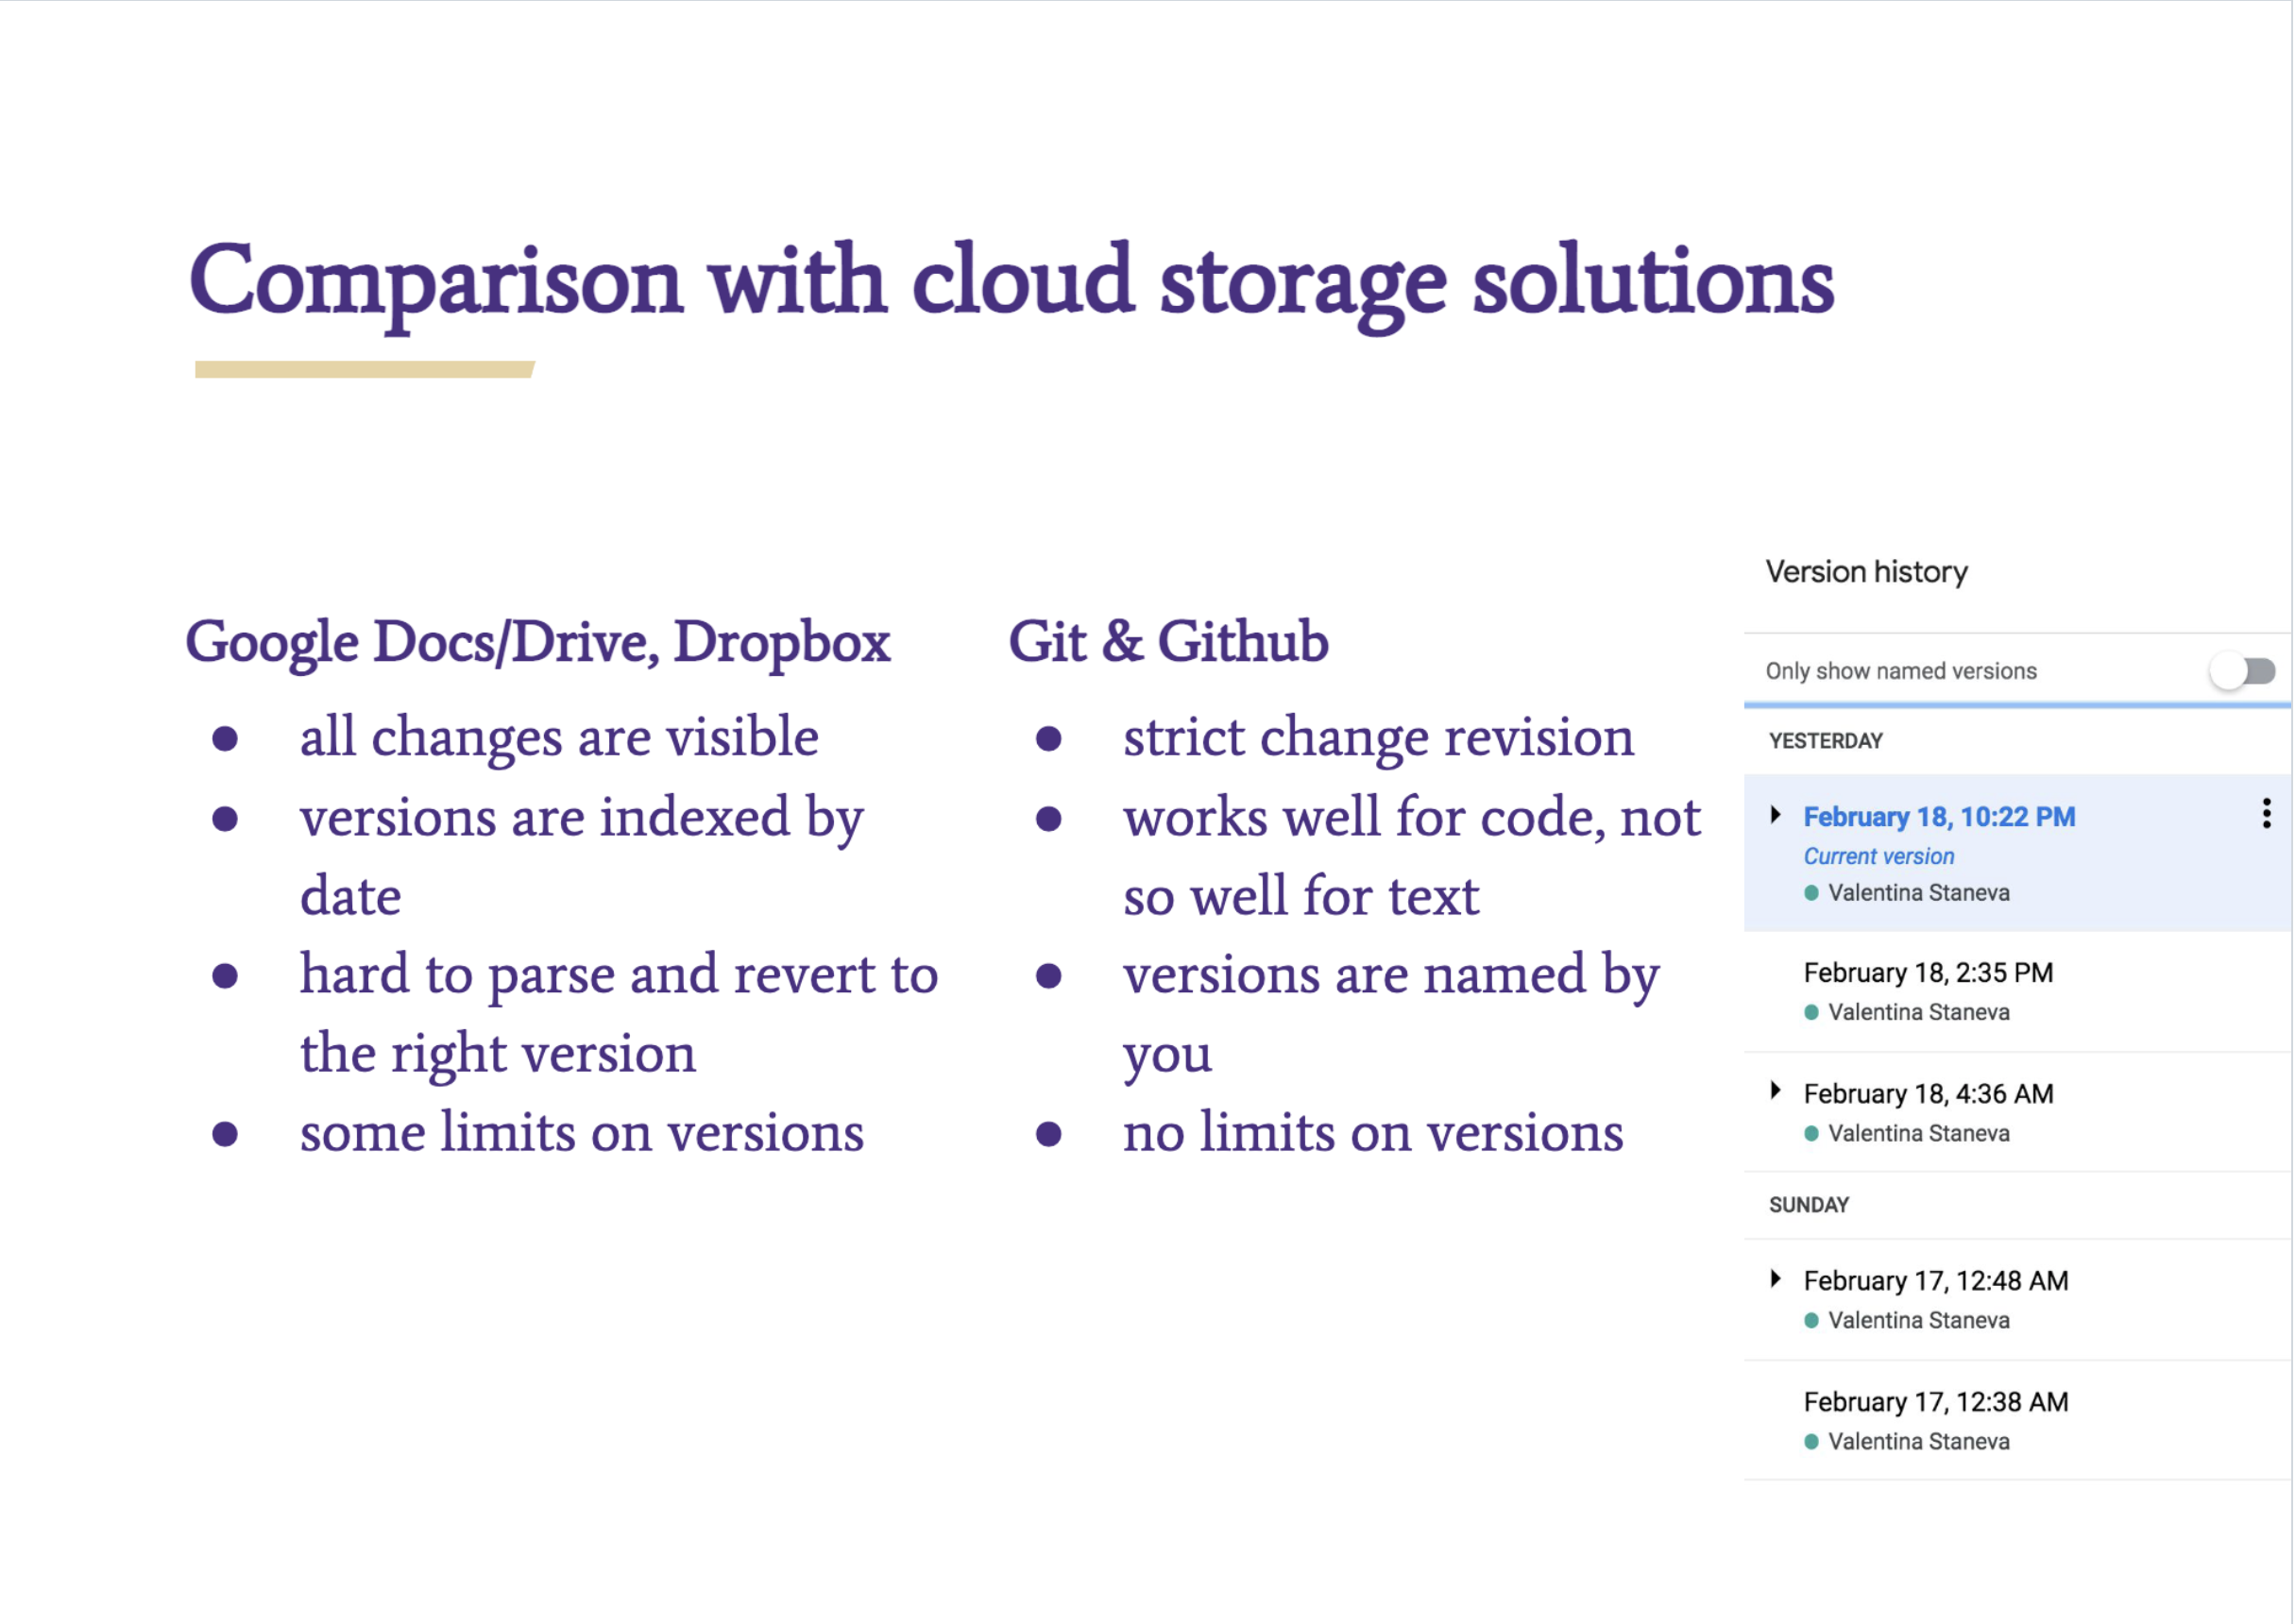 Comparison with cloud storage solutions
Google Docs/Drive, Dropbox
● all changes are visible
● versions are indexed by
date
● hard to parse and revert to
the right version
● some limits on versions
Git & Github
● strict change revision
● works well for code, not
so well for text
● versions are named by
you
● no limits on versions
Version history
Only show named versions
YESTERDAY
February 18, 10:22 PM
Current version
Valentina Staneva
February 18, 2:35 PM
Valentina Staneva
February 18, 4:36 AM
Valentina Staneva
SUNDAY
February 17, 12:48 AM
Valentina Staneva
February 17, 12:38 AM
Valentina Staneva